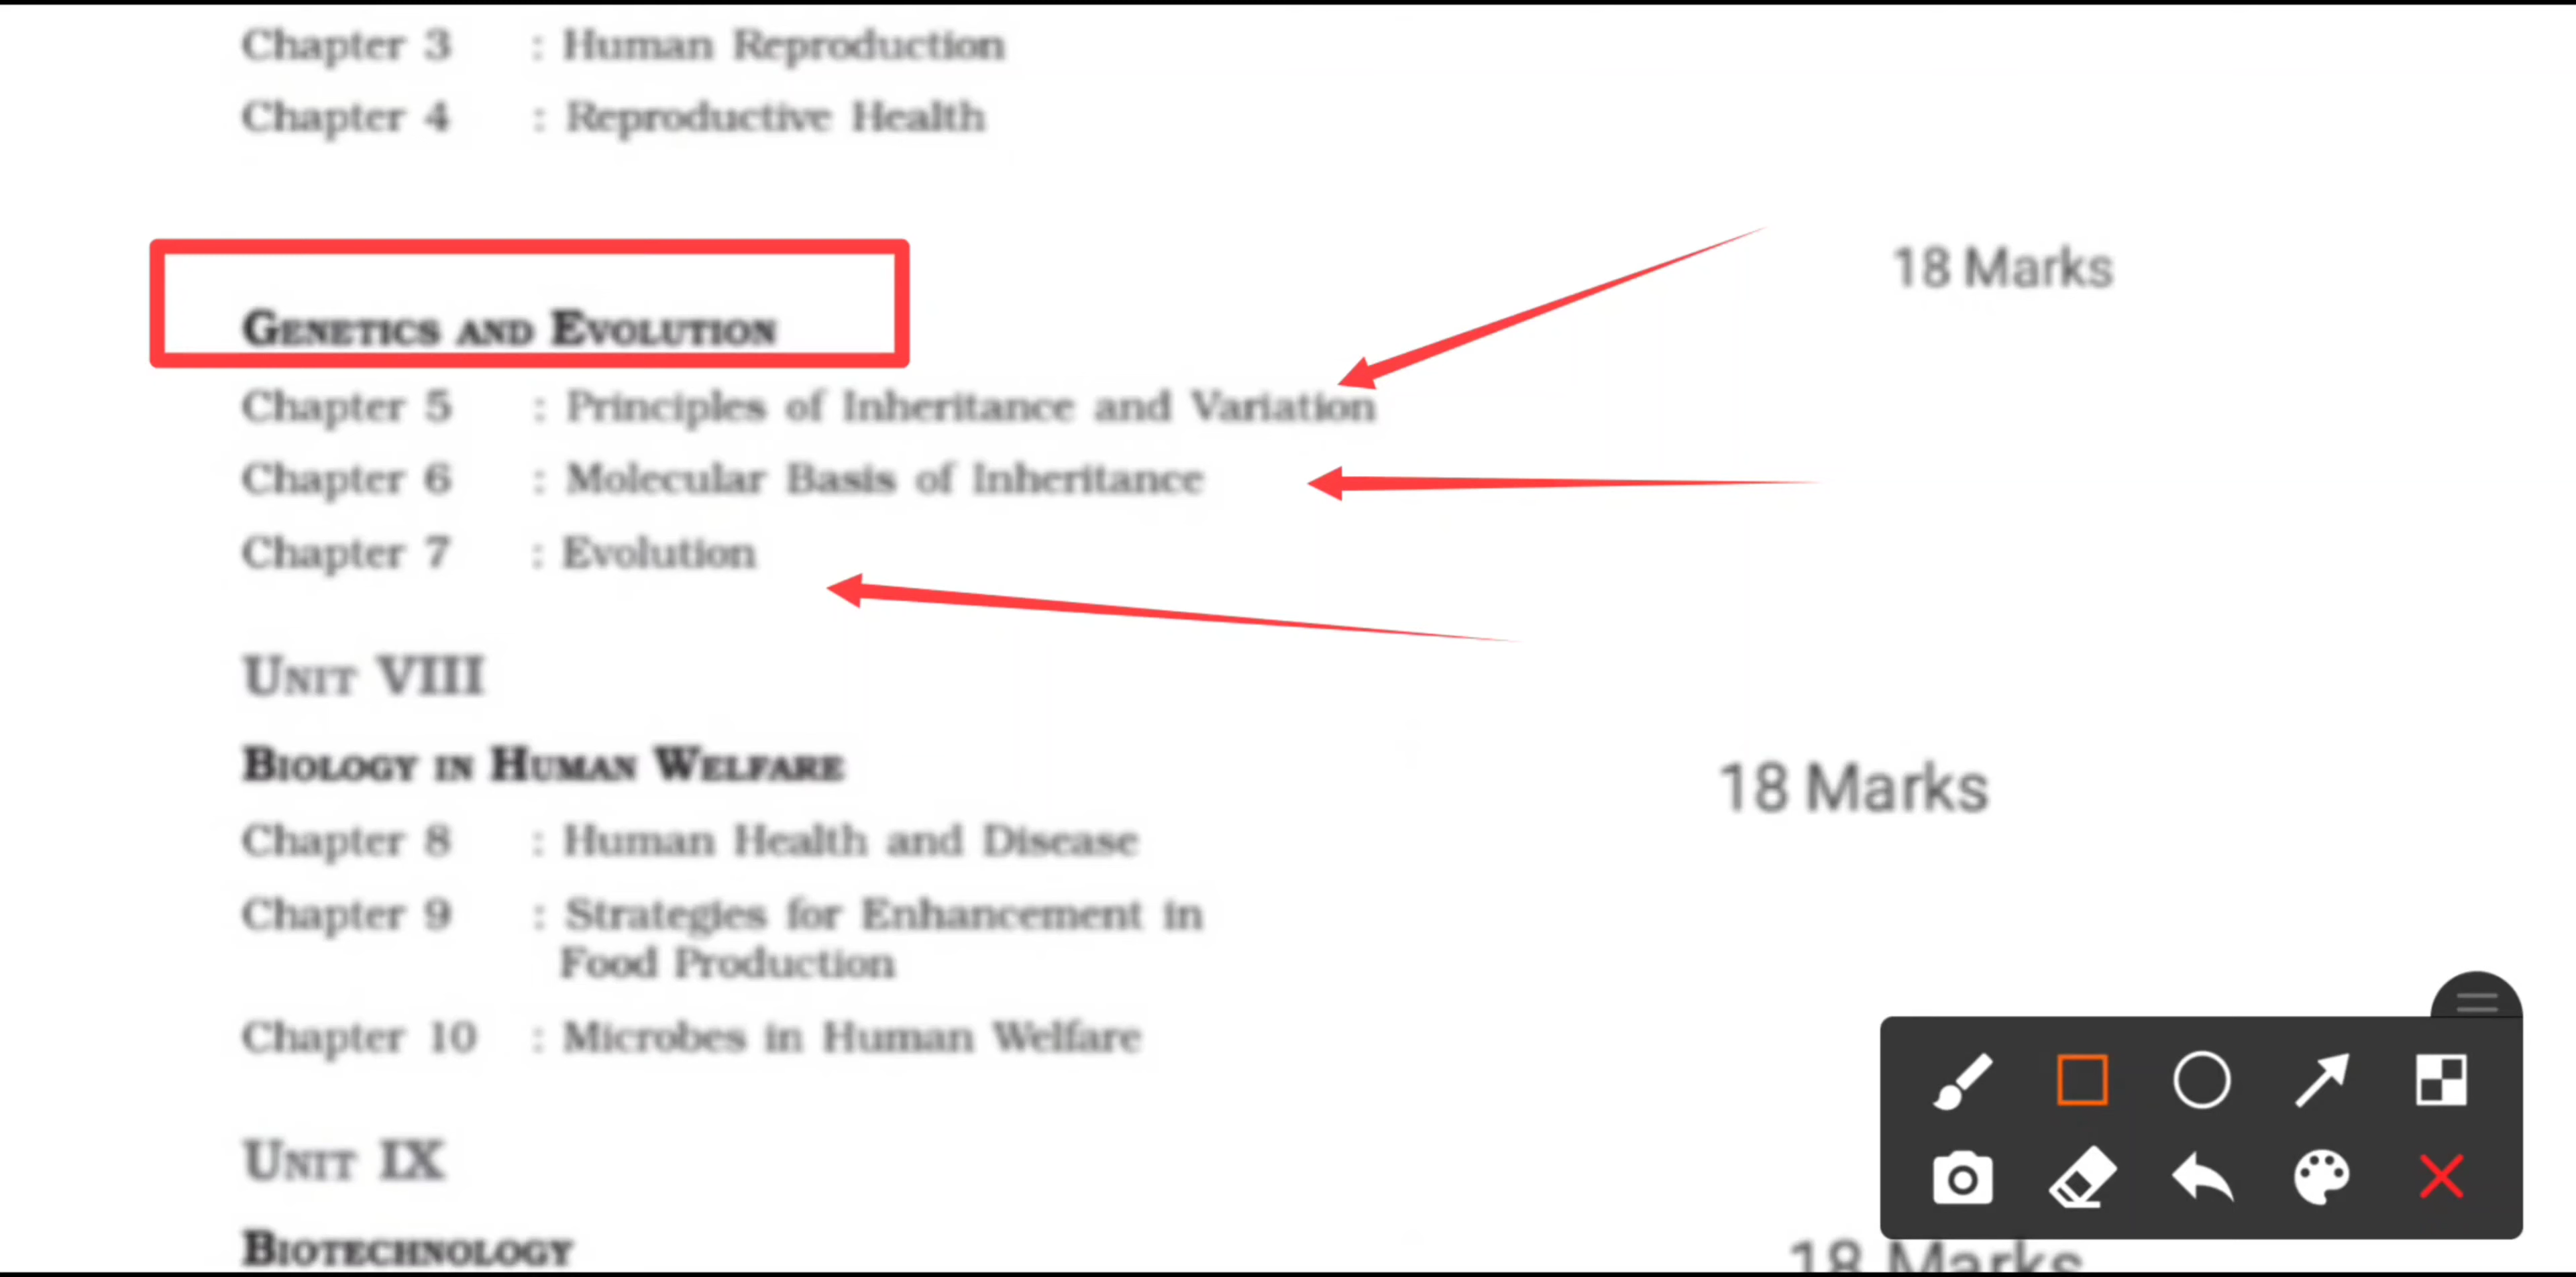 Chapter 3 : Human Reproduction
Chapter 4 : Reproductive Health
18 Marks
GENETICS AND EVOLUTION
Chapter 5 : Principles of Inheritance and Variation
Chapter 6 : Molecular Basis of Inheritance
Chapter 7 : Evolution
UNIT VIII
BIOLOGY IN HUMAN WELFARE
18 Marks
Chapter 8 : Human Health and Disease
Chapter 9 : Strategies for Enhancement in
Food Production
Chapter 10 : Microbes in Human Welfare
UNIT IX
BIOTECHNOLOGY
18 Marks